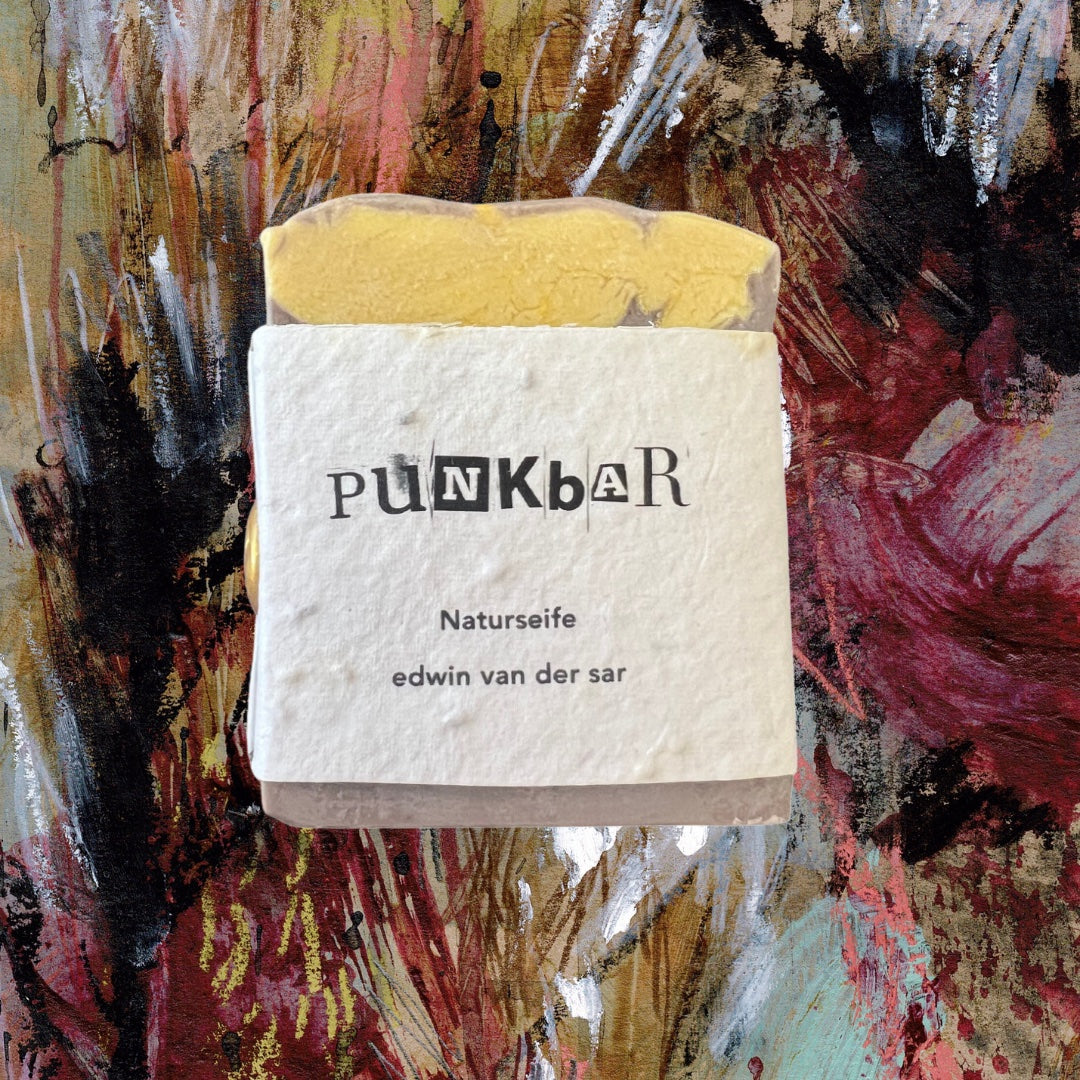 PUNKbAR
Naturseife
edwin van der sar